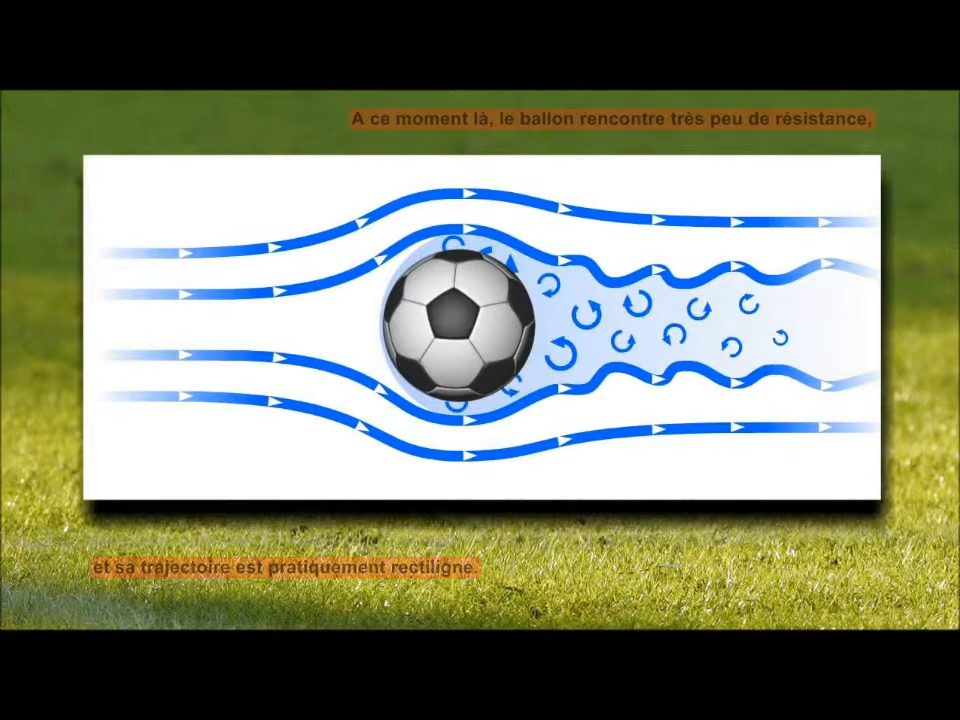 A ce moment là, le ballon rencontre très peu de résistance,
et sa trajectoire est pratiquement rectiligne.